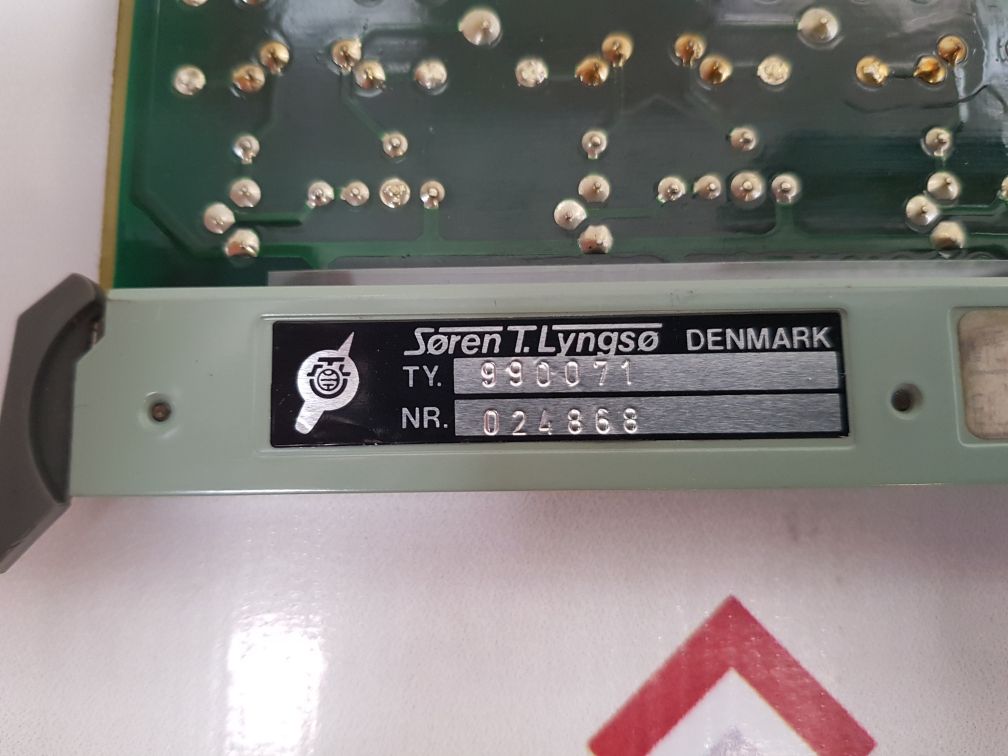 Søren T. Lyngsø DENMARK
TY. 990071
NR. 024868